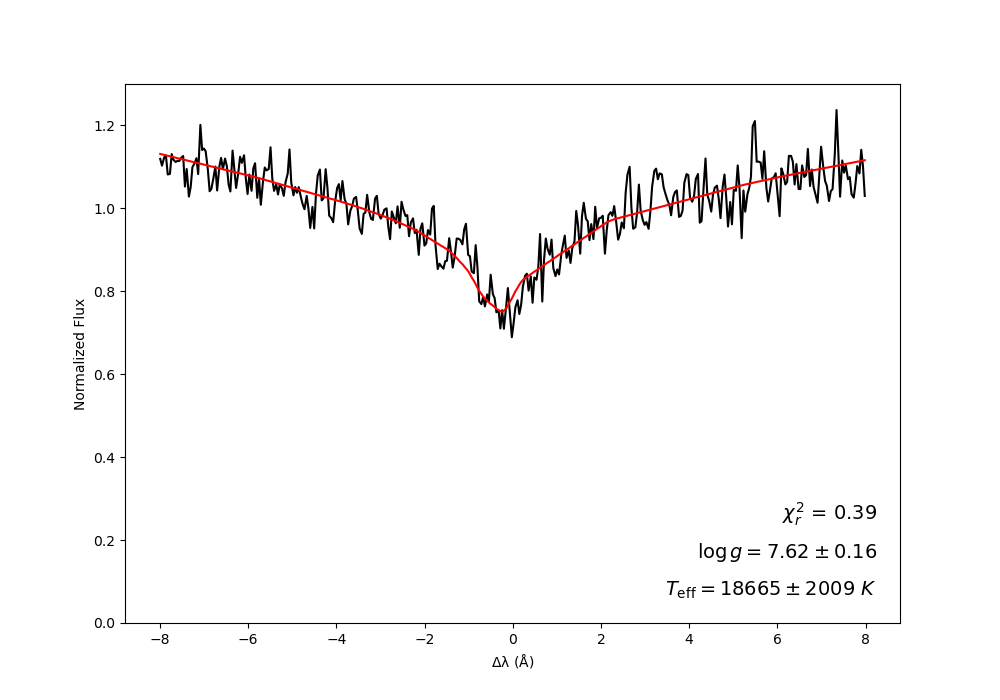 1.2
1.0
0.8
0.6
0.4
0.2
0.0
Normalized Flux
χ²ᵣ = 0.39
log g = 7.62 ± 0.16
T_eff = 18665 ± 2009 K
−8 −6 −4 −2 0 2 4 6 8
Δλ (Å)